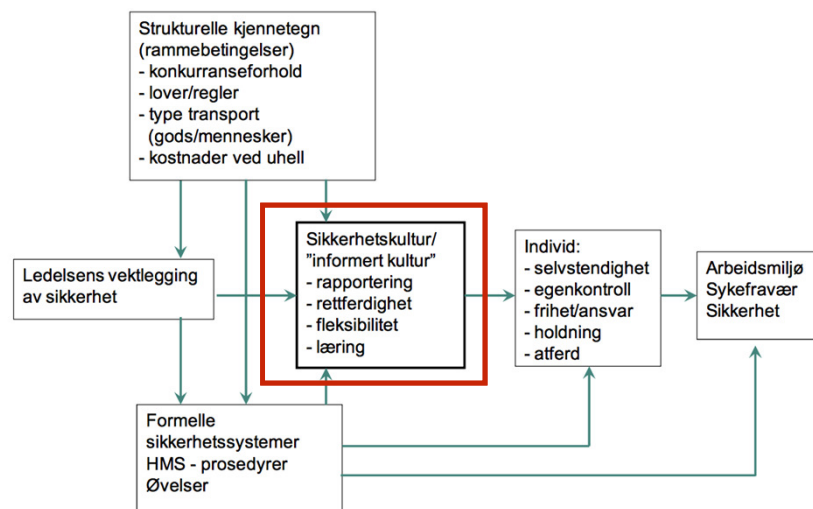 Strukturelle kjennetegn
(rammebetingelser)
- konkurranseforhold
- lover/regler
- type transport
(gods/mennesker)
- kostnader ved uhell
Ledelsens vektlegging
av sikkerhet
Sikkerhetskultur/
"informert kultur"
- rapportering
- rettferdighet
- fleksibilitet
- læring
Individ:
- selvstendighet
- egenkontroll
- frihet/ansvar
- holdning
- atferd
Arbeidsmiljø
Sykefravær
Sikkerhet
Formelle
sikkerhetssystemer
HMS - prosedyrer
Øvelser